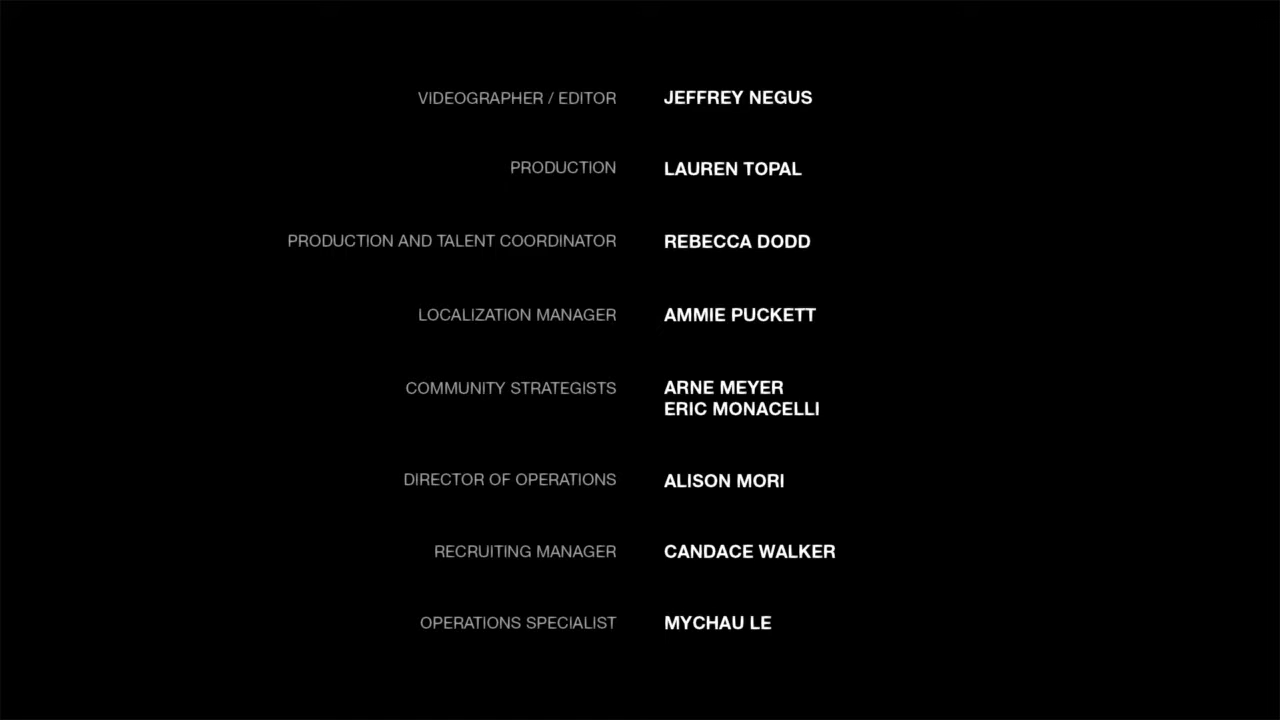 VIDEOGRAPHER / EDITOR JEFFREY NEGUS
PRODUCTION LAUREN TOPAL
PRODUCTION AND TALENT COORDINATOR REBECCA DODD
LOCALIZATION MANAGER AMMIE PUCKETT
COMMUNITY STRATEGISTS ARNE MEYER
ERIC MONACELLI
DIRECTOR OF OPERATIONS ALISON MORI
RECRUITING MANAGER CANDACE WALKER
OPERATIONS SPECIALIST MYCHAU LE